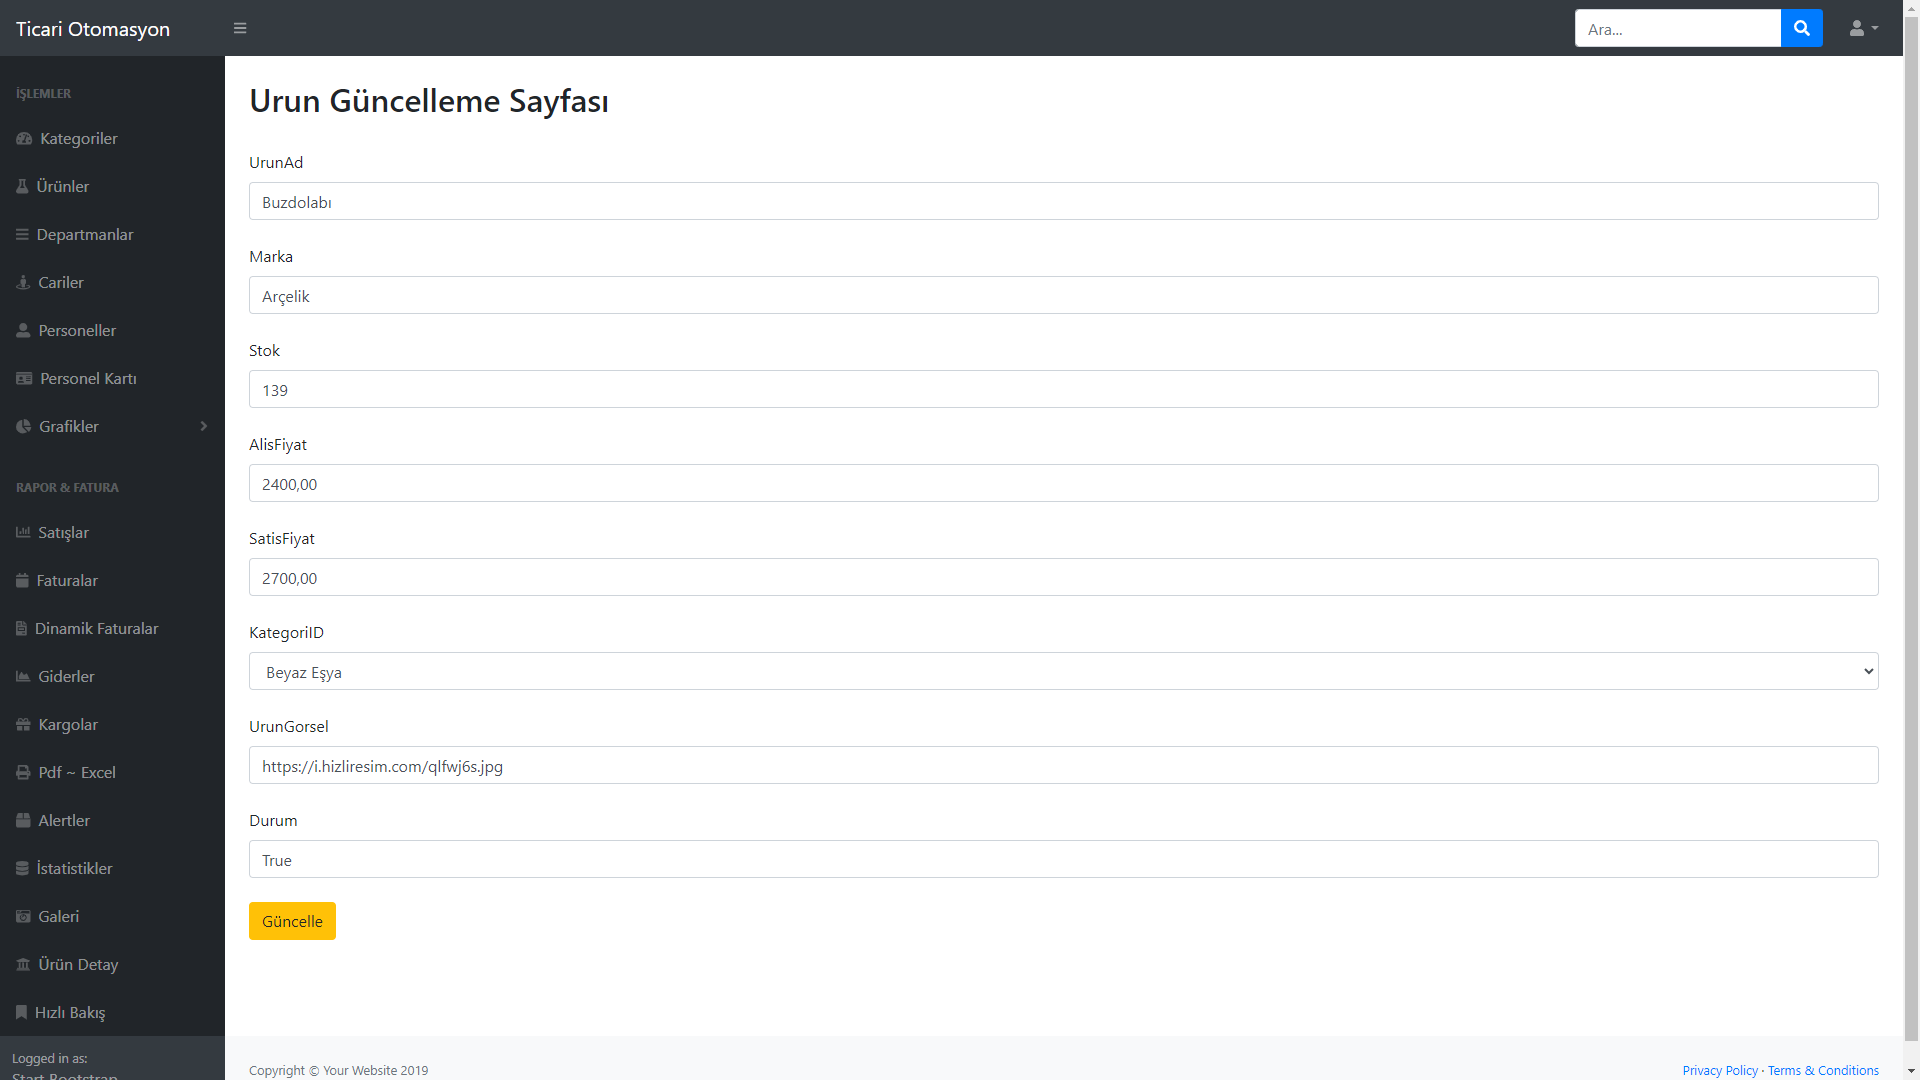 Ticari Otomasyon
Ara...
İŞLEMLER
Kategoriler
Ürünler
Departmanlar
Cariler
Personeller
Personel Kartı
Grafikler
RAPOR & FATURA
Satışlar
Faturalar
Dinamik Faturalar
Giderler
Kargolar
Pdf ~ Excel
Alertler
İstatistikler
Galeri
Ürün Detay
Hızlı Bakış
Logged in as:
Start Bootstrap
Urun Güncelleme Sayfası
UrunAd
Buzdolabı
Marka
Arçelik
Stok
139
AlisFiyat
2400,00
SatisFiyat
2700,00
KategoriID
Beyaz Eşya
UrunGorsel
https://i.hizliresim.com/qlfwj6s.jpg
Durum
True
Güncelle
Copyright © Your Website 2019
Privacy Policy · Terms & Conditions